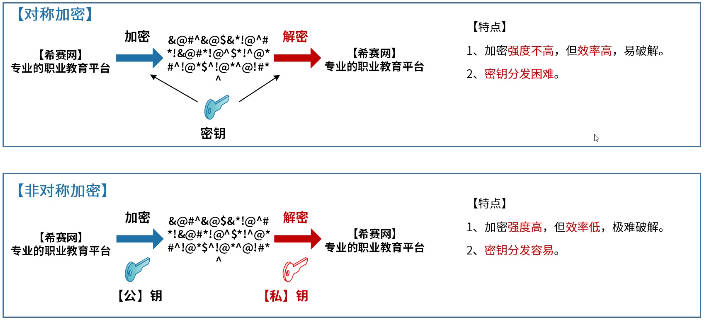 【对称加密】
加密
&@#^&@$&*!@^#
*!&@#*!@^$*!^@*
#^!@*$^!@*^@!#*
^
解密
【希赛网】
专业的职业教育平台
【希赛网】
专业的职业教育平台
密钥
【特点】
1、加密强度不高，但效率高，易破解。
2、密钥分发困难。
【非对称加密】
加密
&@#^&@$&*!@^#
*!&@#*!@^$*!^@*
#^!@*$^!@*^@!#*
^
解密
【希赛网】
专业的职业教育平台
【希赛网】
专业的职业教育平台
【公】钥
【私】钥
【特点】
1、加密强度高，但效率低，极难破解。
2、密钥分发容易。